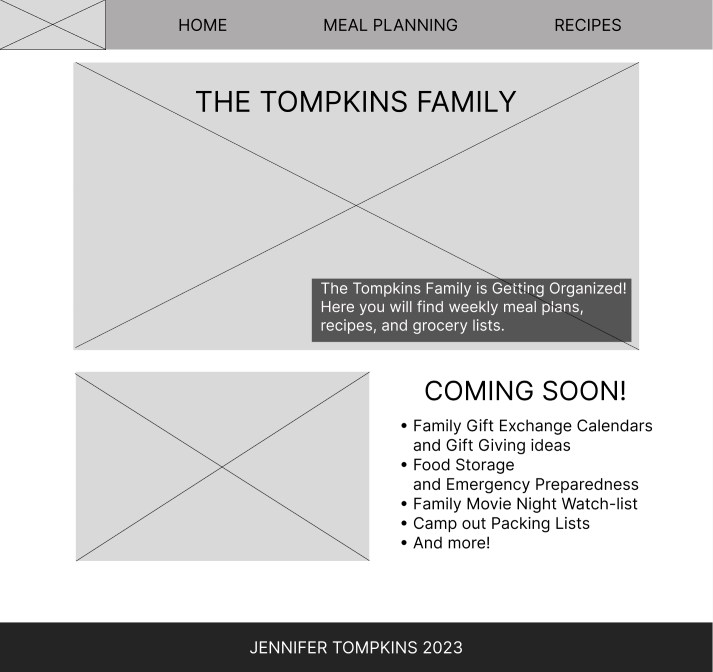 HOME MEAL PLANNING RECIPES
THE TOMPKINS FAMILY
The Tompkins Family is Getting Organized!
Here you will find weekly meal plans,
recipes, and grocery lists.
COMING SOON!
• Family Gift Exchange Calendars
and Gift Giving ideas
• Food Storage
and Emergency Preparedness
• Family Movie Night Watch-list
• Camp out Packing Lists
• And more!
JENNIFER TOMPKINS 2023